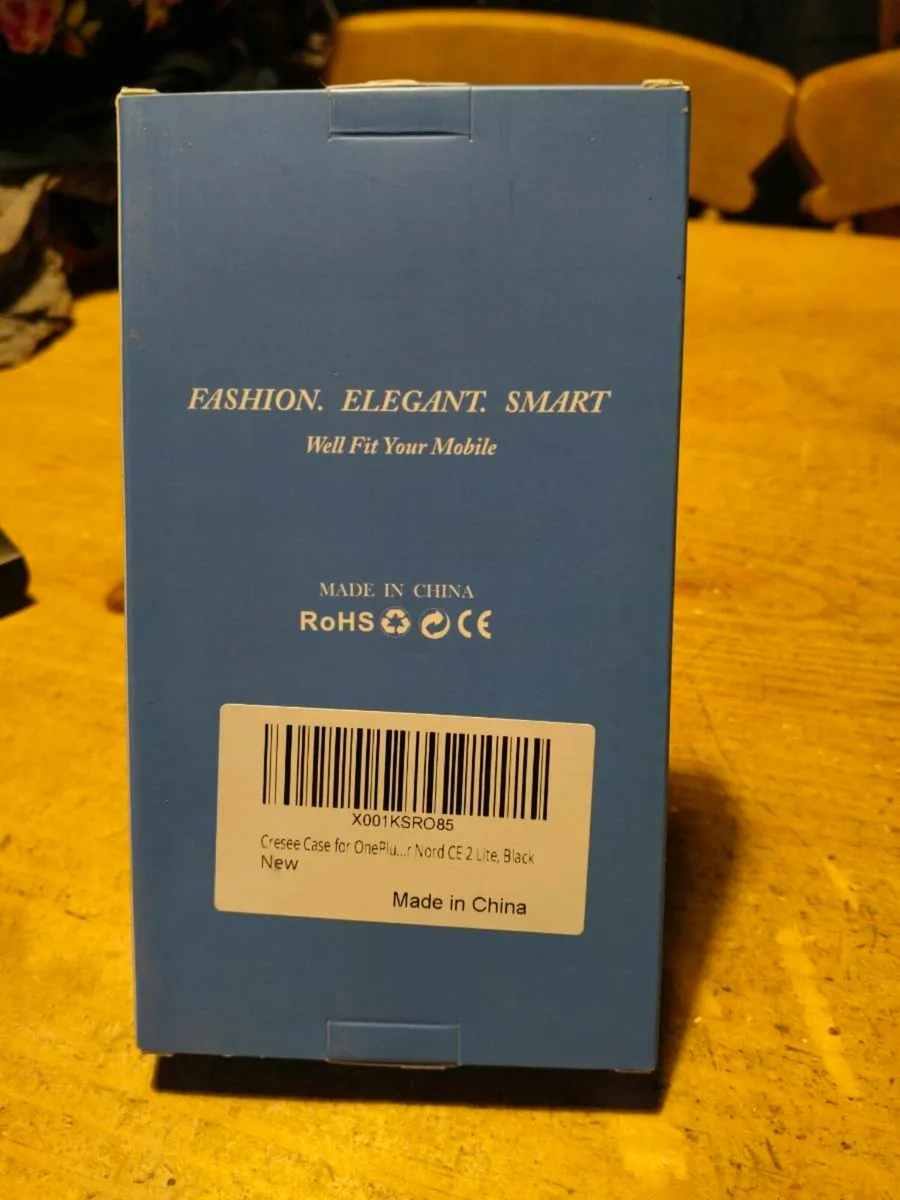 FASHION. ELEGANT. SMART
Well Fit Your Mobile
MADE IN CHINA
RoHS CE
X001KSRO85
Cresee Case for OnePlu...r Nord CE 2 Lite, Black
New
Made in China